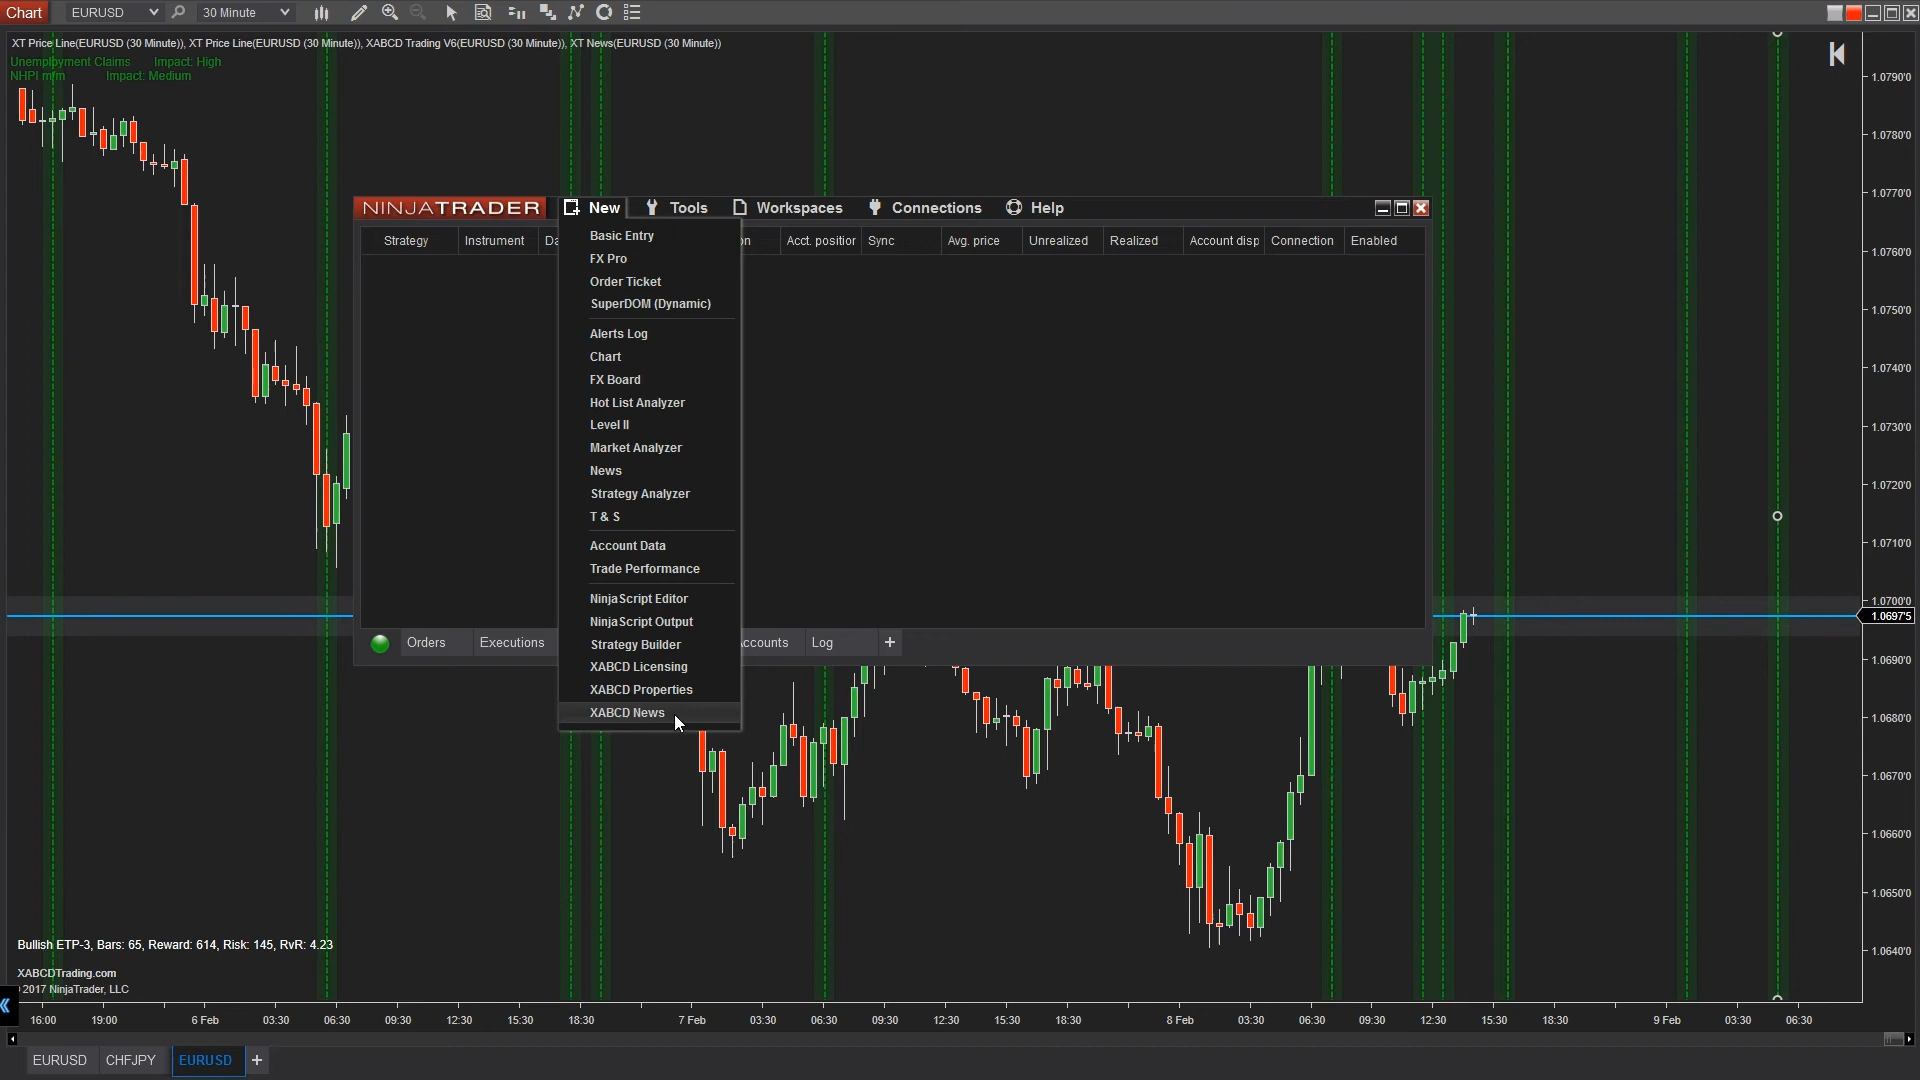 Chart EURUSD 30 Minute
XT Price Line(EURUSD (30 Minute)), XT Price Line(EURUSD (30 Minute)), XABCD Trading V6(EURUSD (30 Minute)), XT News(EURUSD (30 Minute))
Unemployment Claims Impact: High
NHPI m/m Impact: Medium
NINJATRADER New Tools Workspaces Connections Help
Strategy Instrument Da on Acct. position Sync Avg. price Unrealized Realized Account disp Connection Enabled
Basic Entry
FX Pro
Order Ticket
SuperDOM (Dynamic)
Alerts Log
Chart
FX Board
Hot List Analyzer
Level II
Market Analyzer
News
Strategy Analyzer
T & S
Account Data
Trade Performance
NinjaScript Editor
NinjaScript Output
Strategy Builder
XABCD Licensing
XABCD Properties
XABCD News
Orders Executions ccounts Log +
1.0790'0
1.0780'0
1.0770'0
1.0760'0
1.0750'0
1.0740'0
1.0730'0
1.0720'0
1.0710'0
1.0700'0
1.0697'5
1.0690'0
1.0680'0
1.0670'0
1.0660'0
1.0650'0
1.0640'0
Bullish ETP-3, Bars: 65, Reward: 614, Risk: 145, RvR: 4.23
XABCDTrading.com
2017 NinjaTrader, LLC
16:00 19:00 6 Feb 03:30 06:30 09:30 12:30 15:30 18:30 7 Feb 03:30 06:30 09:30 12:30 15:30 18:30 8 Feb 03:30 06:30 09:30 12:30 15:30 18:30 9 Feb 03:30 06:30
EURUSD CHFJPY EURUSD +